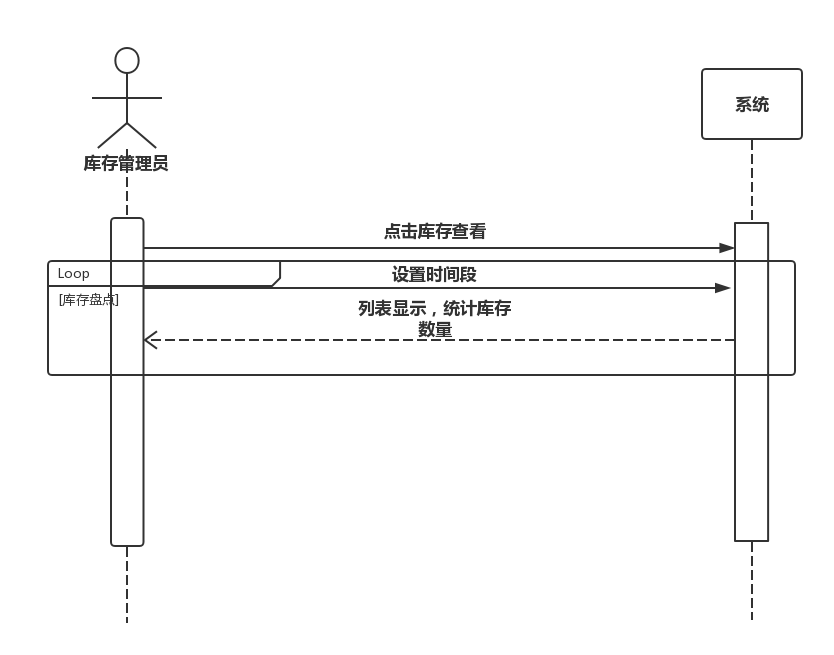 系统
库存管理员
点击库存查看
Loop
设置时间段
[库存盘点]
列表显示，统计库存
数量